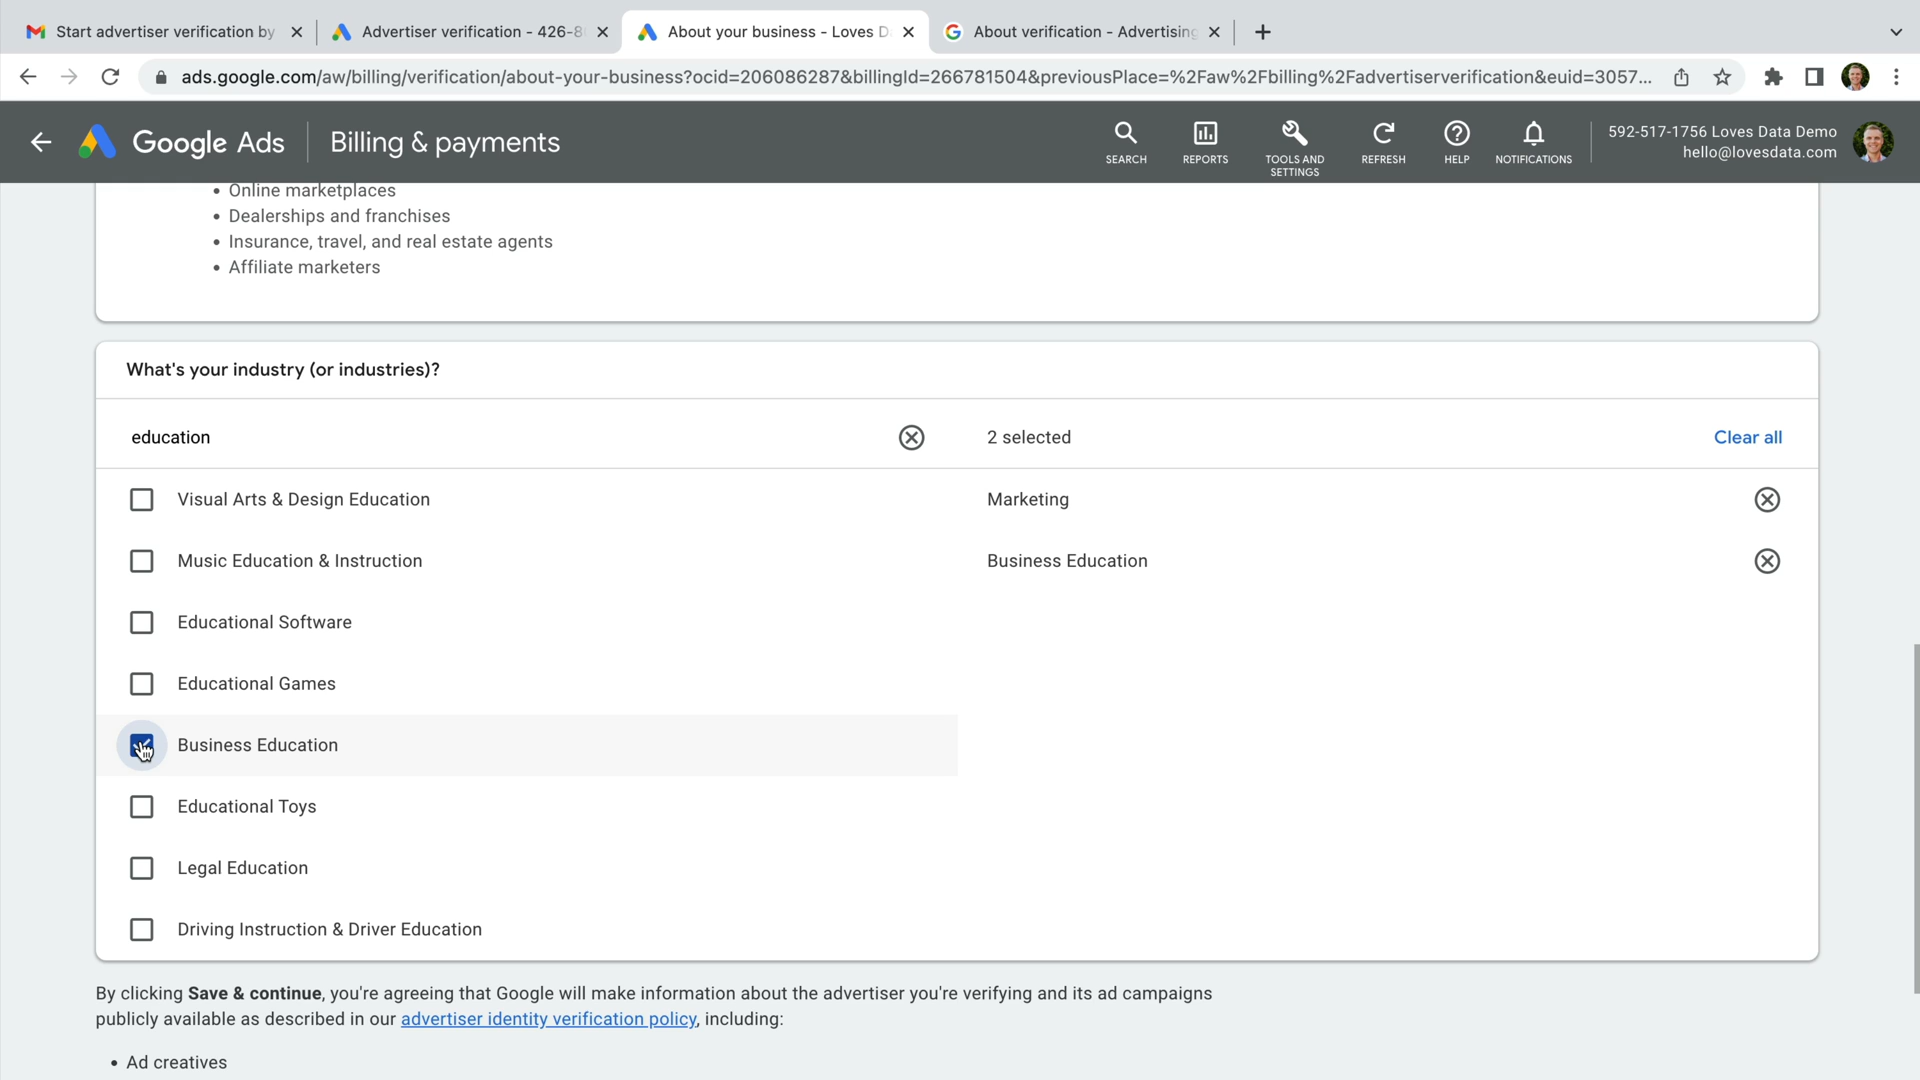 Start advertiser verification by
Advertiser verification - 426-8
About your business - Loves D
About verification - Advertising
ads.google.com/aw/billing/verification/about-your-business?ocid=206086287&billingId=266781504&previousPlace=%2Faw%2Fbilling%2Fadvertiserverification&euid=3057...
Google Ads
Billing & payments
SEARCH
REPORTS
TOOLS AND
SETTINGS
REFRESH
HELP
NOTIFICATIONS
592-517-1756 Loves Data Demo
hello@lovesdata.com
• Online marketplaces
• Dealerships and franchises
• Insurance, travel, and real estate agents
• Affiliate marketers
What's your industry (or industries)?
education
2 selected
Clear all
Visual Arts & Design Education
Marketing
Music Education & Instruction
Business Education
Educational Software
Educational Games
Business Education
Educational Toys
Legal Education
Driving Instruction & Driver Education
By clicking Save & continue, you're agreeing that Google will make information about the advertiser you're verifying and its ad campaigns
publicly available as described in our advertiser identity verification policy, including:
• Ad creatives